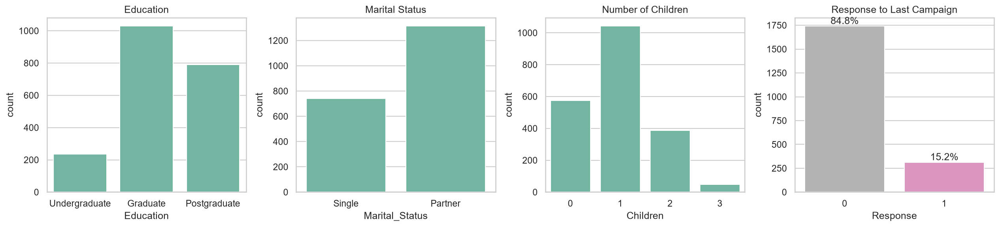 Education
1000
800
600
400
200
0
count
Undergraduate Graduate Postgraduate
Education
Marital Status
1200
1000
800
600
400
200
0
count
Single Partner
Marital_Status
Number of Children
1000
800
600
400
200
0
count
0 1 2 3
Children
Response to Last Campaign
84.8%
1750
1500
1250
1000
750
500
250
0
count
15.2%
0 1
Response